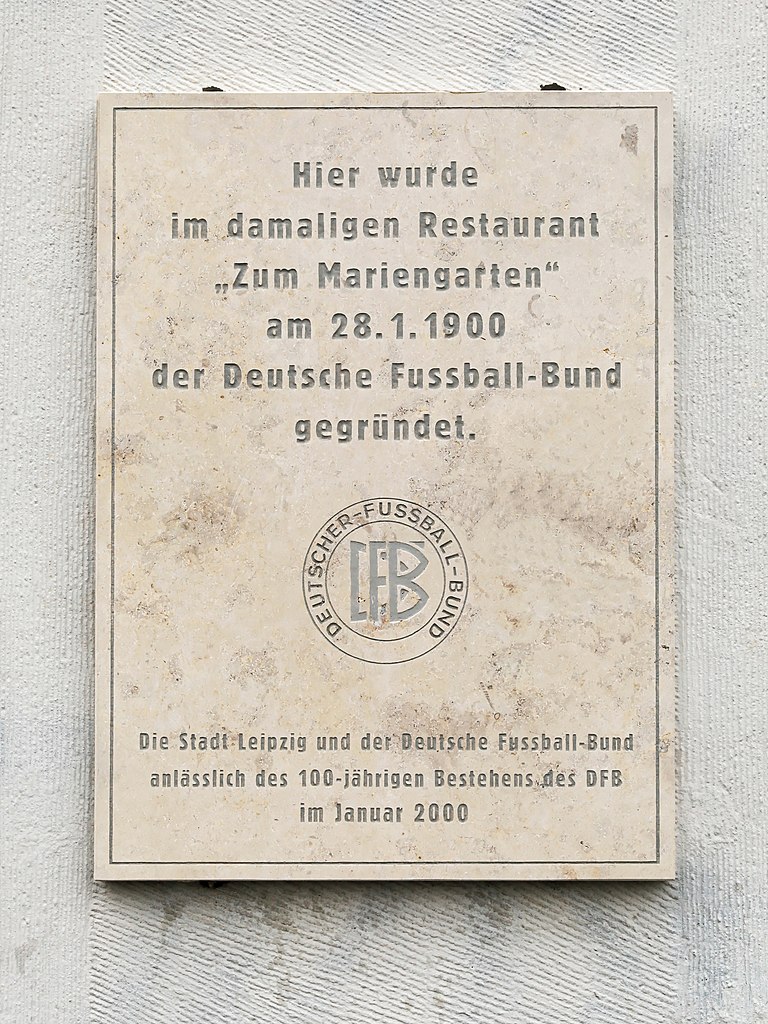 Hier wurde
im damaligen Restaurant
„Zum Mariengarten“
am 28.1.1900
der Deutsche Fussball-Bund
gegründet.
DEUTSCHER-FUSSBALL-BUND
DFB
Die Stadt Leipzig und der Deutsche Fussball-Bund
anlässlich des 100-jährigen Bestehens des DFB
im Januar 2000